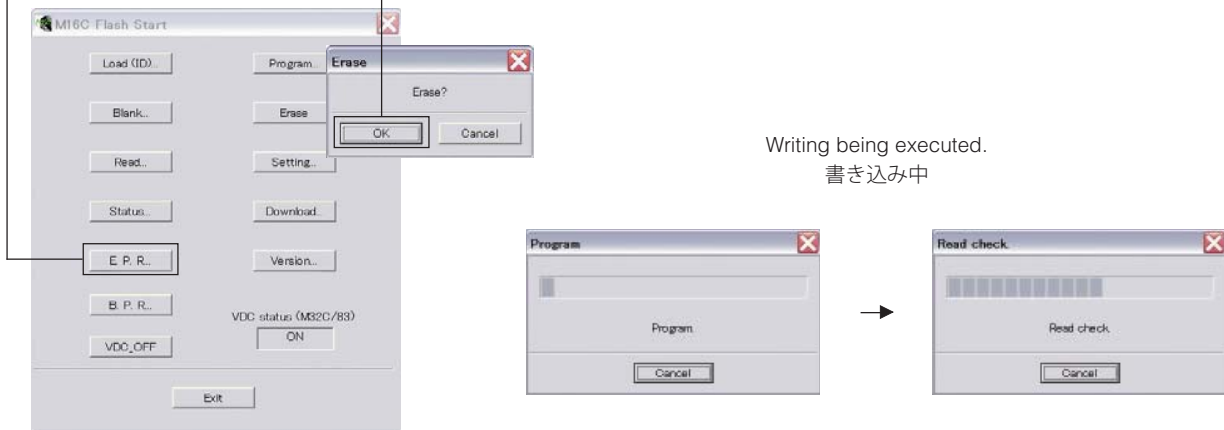 M16C Flash Start
Load (ID)...
Program...
Blank...
Erase
Read...
Setting...
Status...
Download...
E. P. R...
Version...
B. P. R...
VDC status (M32C/83)
ON
VDC_OFF
Exit
Erase
Erase?
OK
Cancel
Writing being executed.
書き込み中
Program
Program.
Cancel
Read check.
Read check.
Cancel